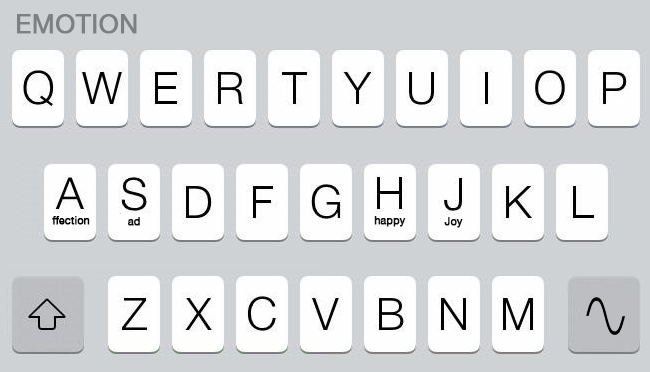 EMOTION
Q W E R T Y U I O P
A S D F G H J K L
ffection ad happy Joy
Z X C V B N M